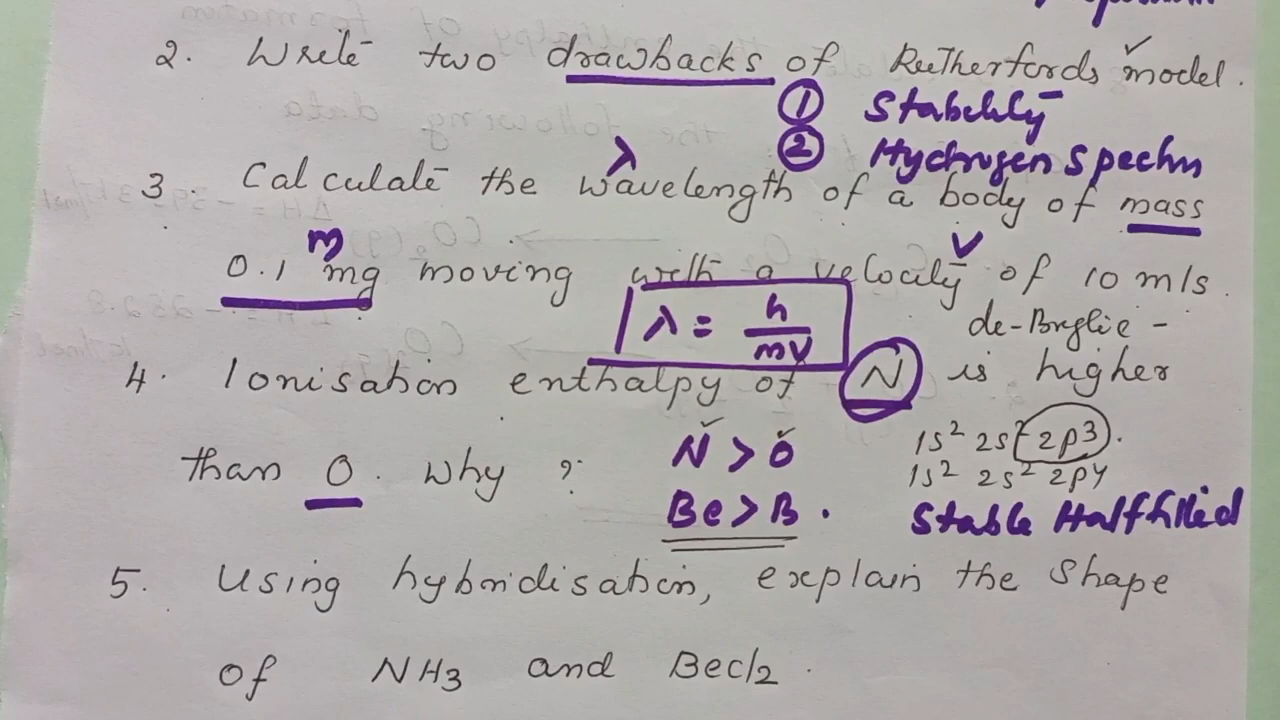 2. Write two drawbacks of Rutherfords model.
① Stability
② Hydrogen Spectm
3. Calculate the wavelength of a body of mass
λ
0.1 mg moving with a velocity of 10 m/s.
m
v
λ = h/mv
de-Broglie -
4. Ionisation enthalpy of N is higher
than O. Why ?
N > O
Be > B.
1s² 2s² 2p3.
1s² 2s² 2p4
Stable Halffilled
5. Using hybridisation, explain the shape
of NH3 and Becl2.